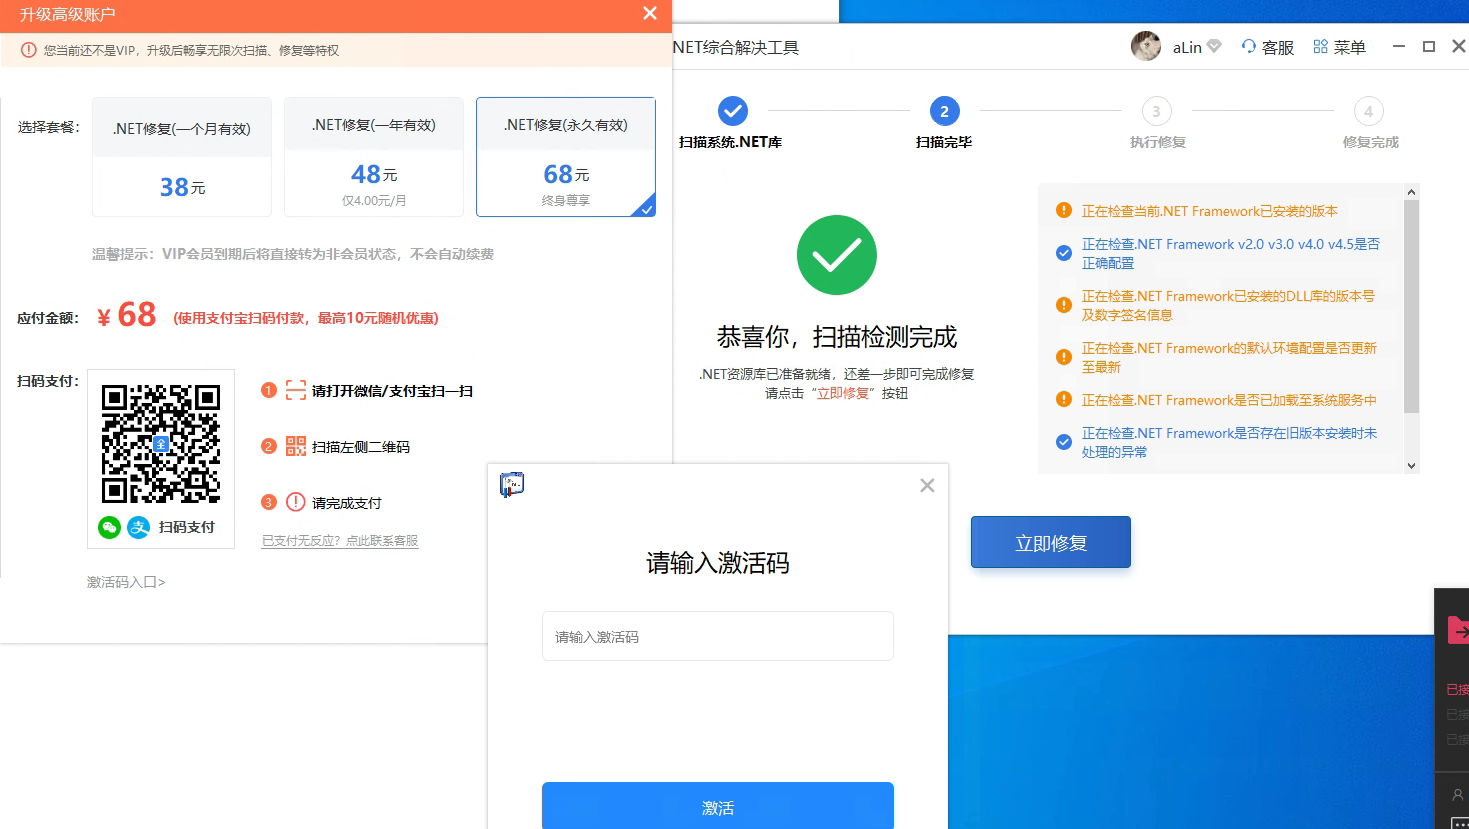 升级高级账户
您当前还不是VIP，升级后畅享无限次扫描、修复等特权
选择套餐：
.NET修复(一个月有效)
38元
.NET修复(一年有效)
48元
仅4.00元/月
.NET修复(永久有效)
68元
终身尊享
温馨提示：VIP会员到期后将直接转为非会员状态，不会自动续费
应付金额：
¥ 68 (使用支付宝扫码付款，最高10元随机优惠)
扫码支付：
全
扫码支付
1 请打开微信/支付宝扫一扫
2 扫描左侧二维码
3 请完成支付
已支付无反应？点此联系客服
激活码入口>
NET综合解决工具
aLin
客服
菜单
扫描系统.NET库
2
扫描完毕
3
执行修复
4
修复完成
恭喜你，扫描检测完成
.NET资源库已准备就绪，还差一步即可完成修复
请点击“立即修复”按钮
正在检查当前.NET Framework已安装的版本
正在检查.NET Framework v2.0 v3.0 v4.0 v4.5是否
正确配置
正在检查.NET Framework已安装的DLL库的版本号
及数字签名信息
正在检查.NET Framework的默认环境配置是否更新
至最新
正在检查.NET Framework是否已加载至系统服务中
正在检查.NET Framework是否存在旧版本安装时未
处理的异常
立即修复
请输入激活码
请输入激活码
激活
已接
已接
已接